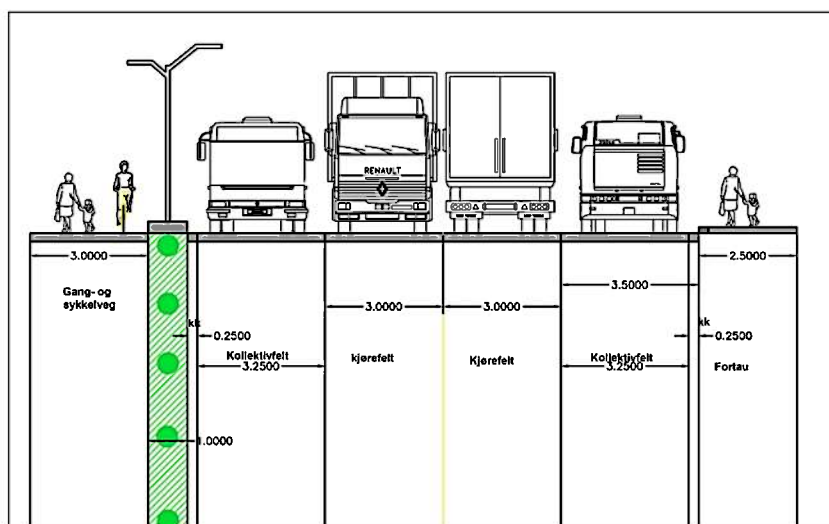 RENAULT
3.0000
2.5000
Gang- og
sykkelveg
3.5000
3.0000
3.0000
kk
kk
0.2500
0.2500
Kollektivfelt
kjørefelt
Kjørefelt
Kollektivfelt
3.2500
3.2500
Fortau
1.0000